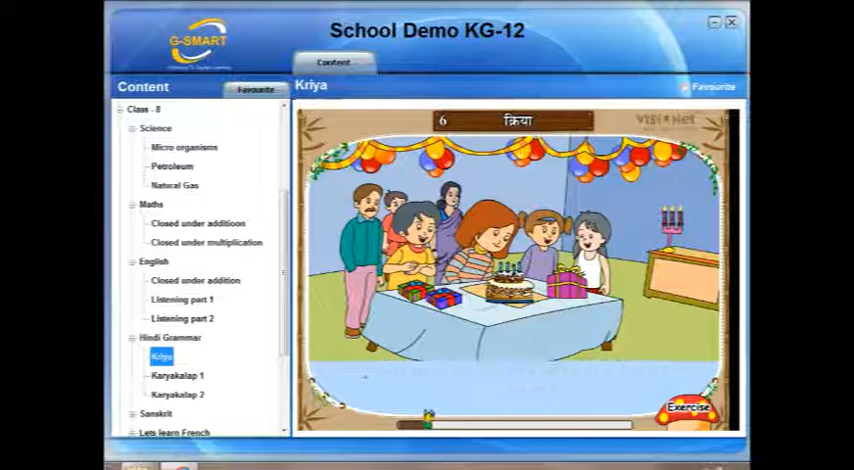 School Demo KG-12
G-SMART
Content
Content
Favourite
Kriya
Favourite
Class - 8
Science
Micro organisms
Petroleum
Natural Gas
Maths
Closed under additioon
Closed under multiplication
English
Closed under addition
Listening part 1
Listening part 2
Hindi Grammar
Kriya
Karyakalap 1
Karyakalap 2
Sanskrit
Lets learn French
6 क्रिया
Exercise